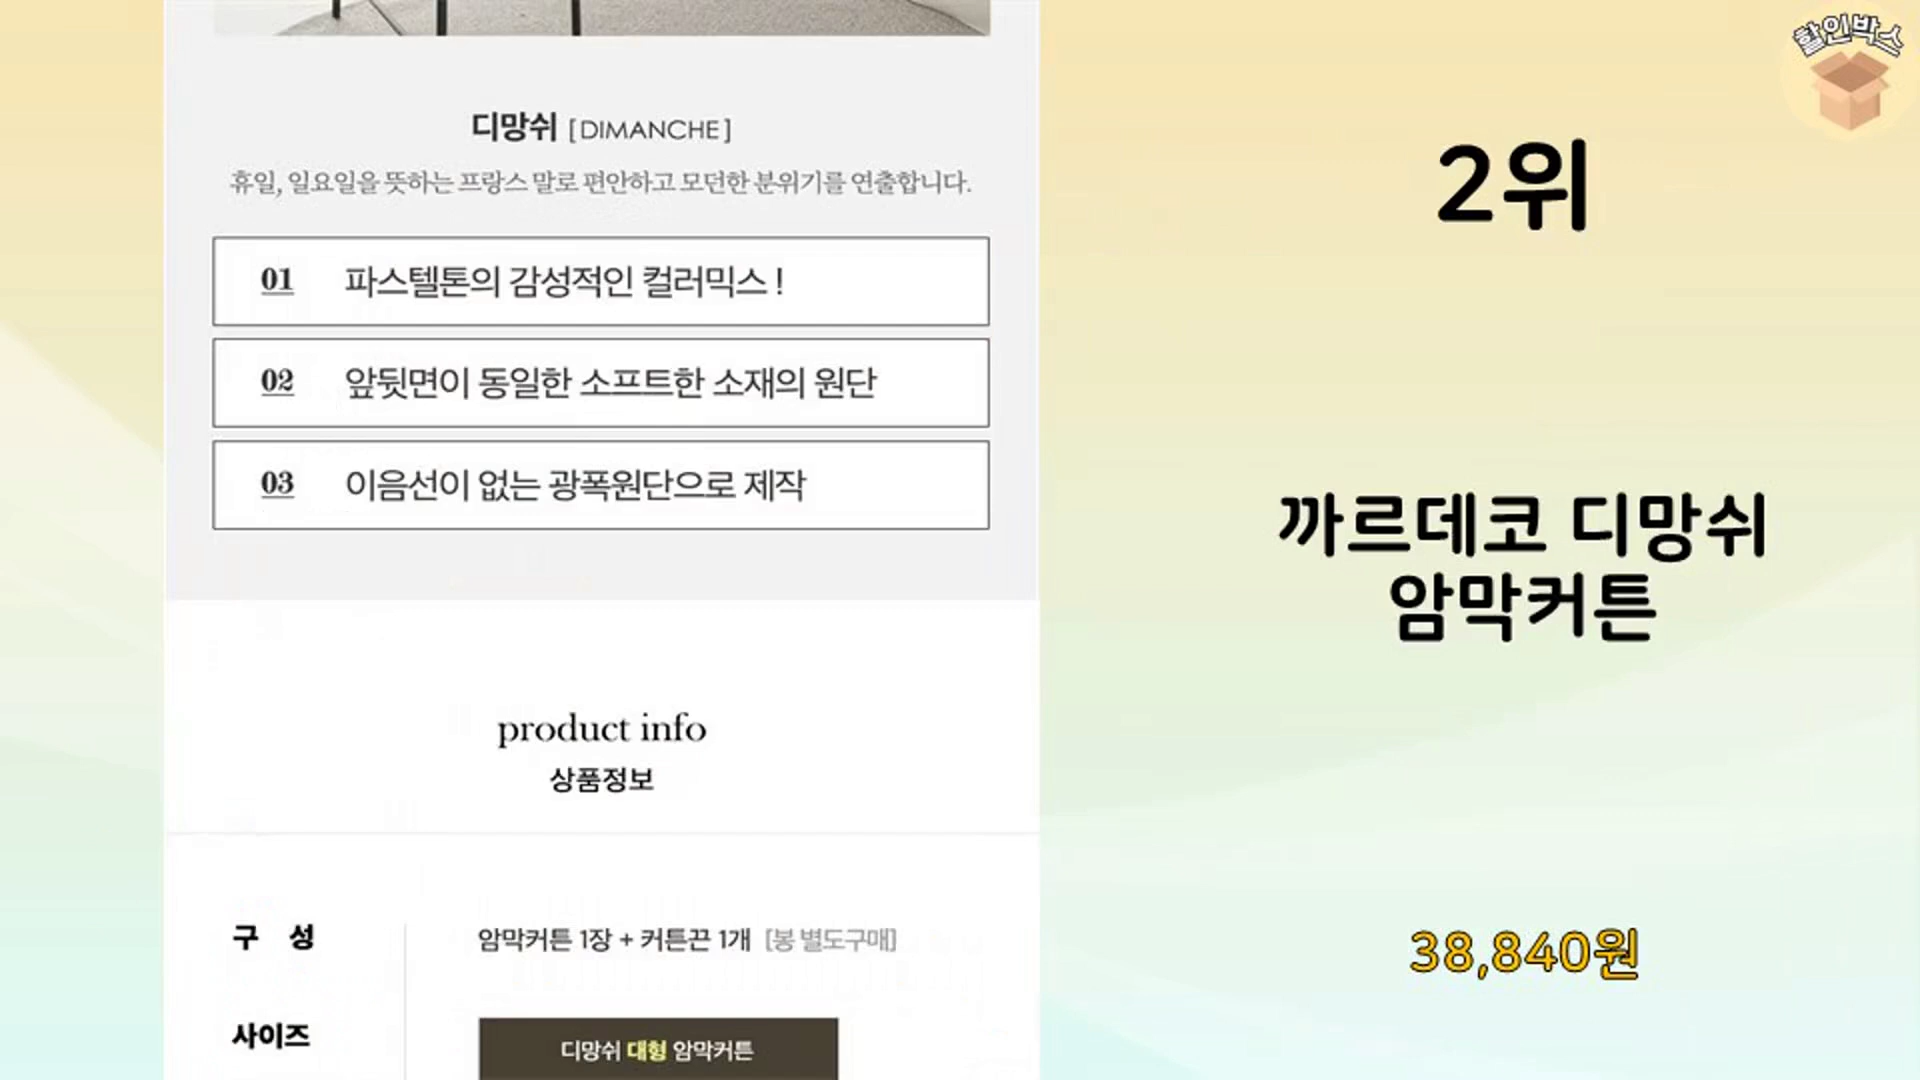 디망쉬 [DIMANCHE]
휴일, 일요일을 뜻하는 프랑스 말로 편안하고 모던한 분위기를 연출합니다.
01 파스텔톤의 감성적인 컬러믹스 !
02 앞뒷면이 동일한 소프트한 소재의 원단
03 이음선이 없는 광폭원단으로 제작
product info
상품정보
구 성 암막커튼 1장 + 커튼끈 1개 [봉 별도구매]
사이즈
디망쉬 대형 암막커튼
할인박스
2위
까르데코 디망쉬
암막커튼
38,840원